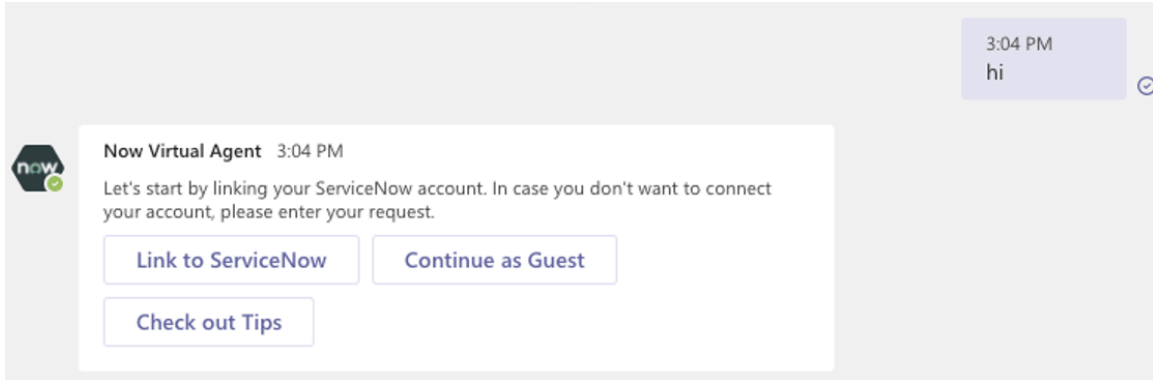 3:04 PM
hi
now
Now Virtual Agent 3:04 PM
Let's start by linking your ServiceNow account. In case you don't want to connect
your account, please enter your request.
Link to ServiceNow Continue as Guest
Check out Tips